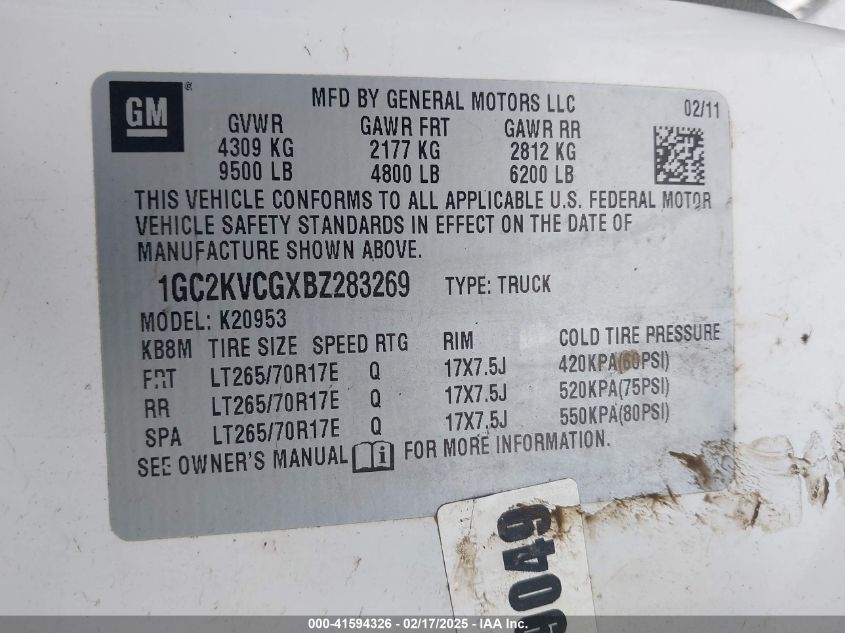 GM ®
MFD BY GENERAL MOTORS LLC 02/11
GVWR GAWR FRT GAWR RR
4309 KG 2177 KG 2812 KG
9500 LB 4800 LB 6200 LB
THIS VEHICLE CONFORMS TO ALL APPLICABLE U.S. FEDERAL MOTOR
VEHICLE SAFETY STANDARDS IN EFFECT ON THE DATE OF
MANUFACTURE SHOWN ABOVE.
1GC2KVCGXBZ283269 TYPE: TRUCK
MODEL: K20953
KB8M TIRE SIZE SPEED RTG RIM COLD TIRE PRESSURE
FRT LT265/70R17E Q 17X7.5J 420KPA(60PSI)
RR LT265/70R17E Q 17X7.5J 520KPA(75PSI)
SPA LT265/70R17E Q 17X7.5J 550KPA(80PSI)
SEE OWNER'S MANUAL i FOR MORE INFORMATION.
9049
000-41594326 - 02/17/2025 - IAA Inc.